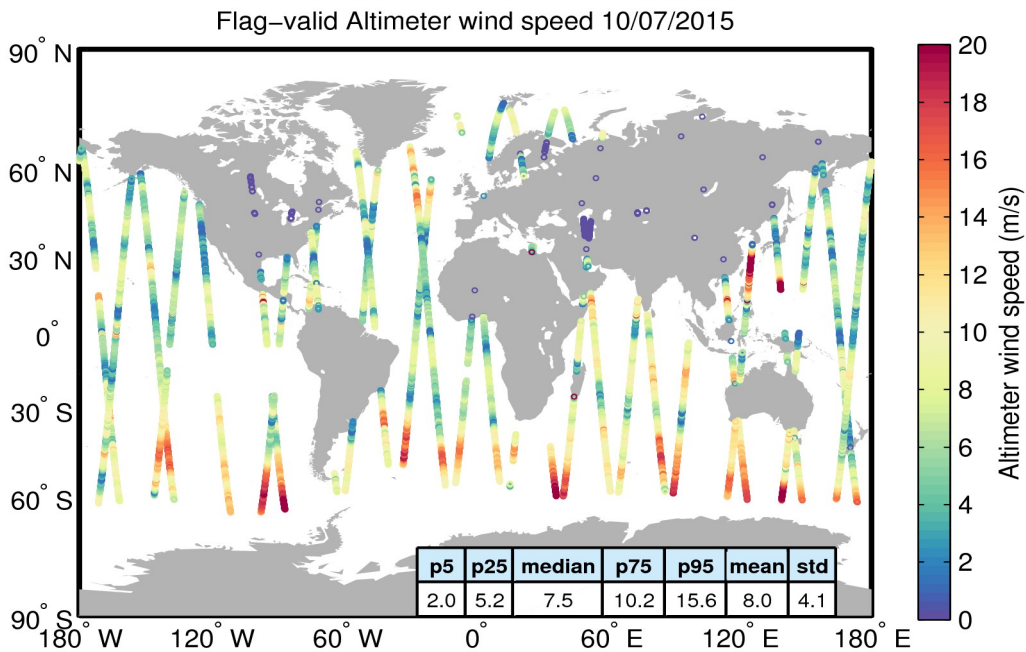 Flag−valid Altimeter wind speed 10/07/2015
90° N
60° N
30° N
0°
30° S
60° S
90° S
180° W
120° W
60° W
0°
60° E
120° E
180° E
p5 p25 median p75 p95 mean std
2.0 5.2 7.5 10.2 15.6 8.0 4.1
20
18
16
14
12
10
8
6
4
2
0
Altimeter wind speed (m/s)